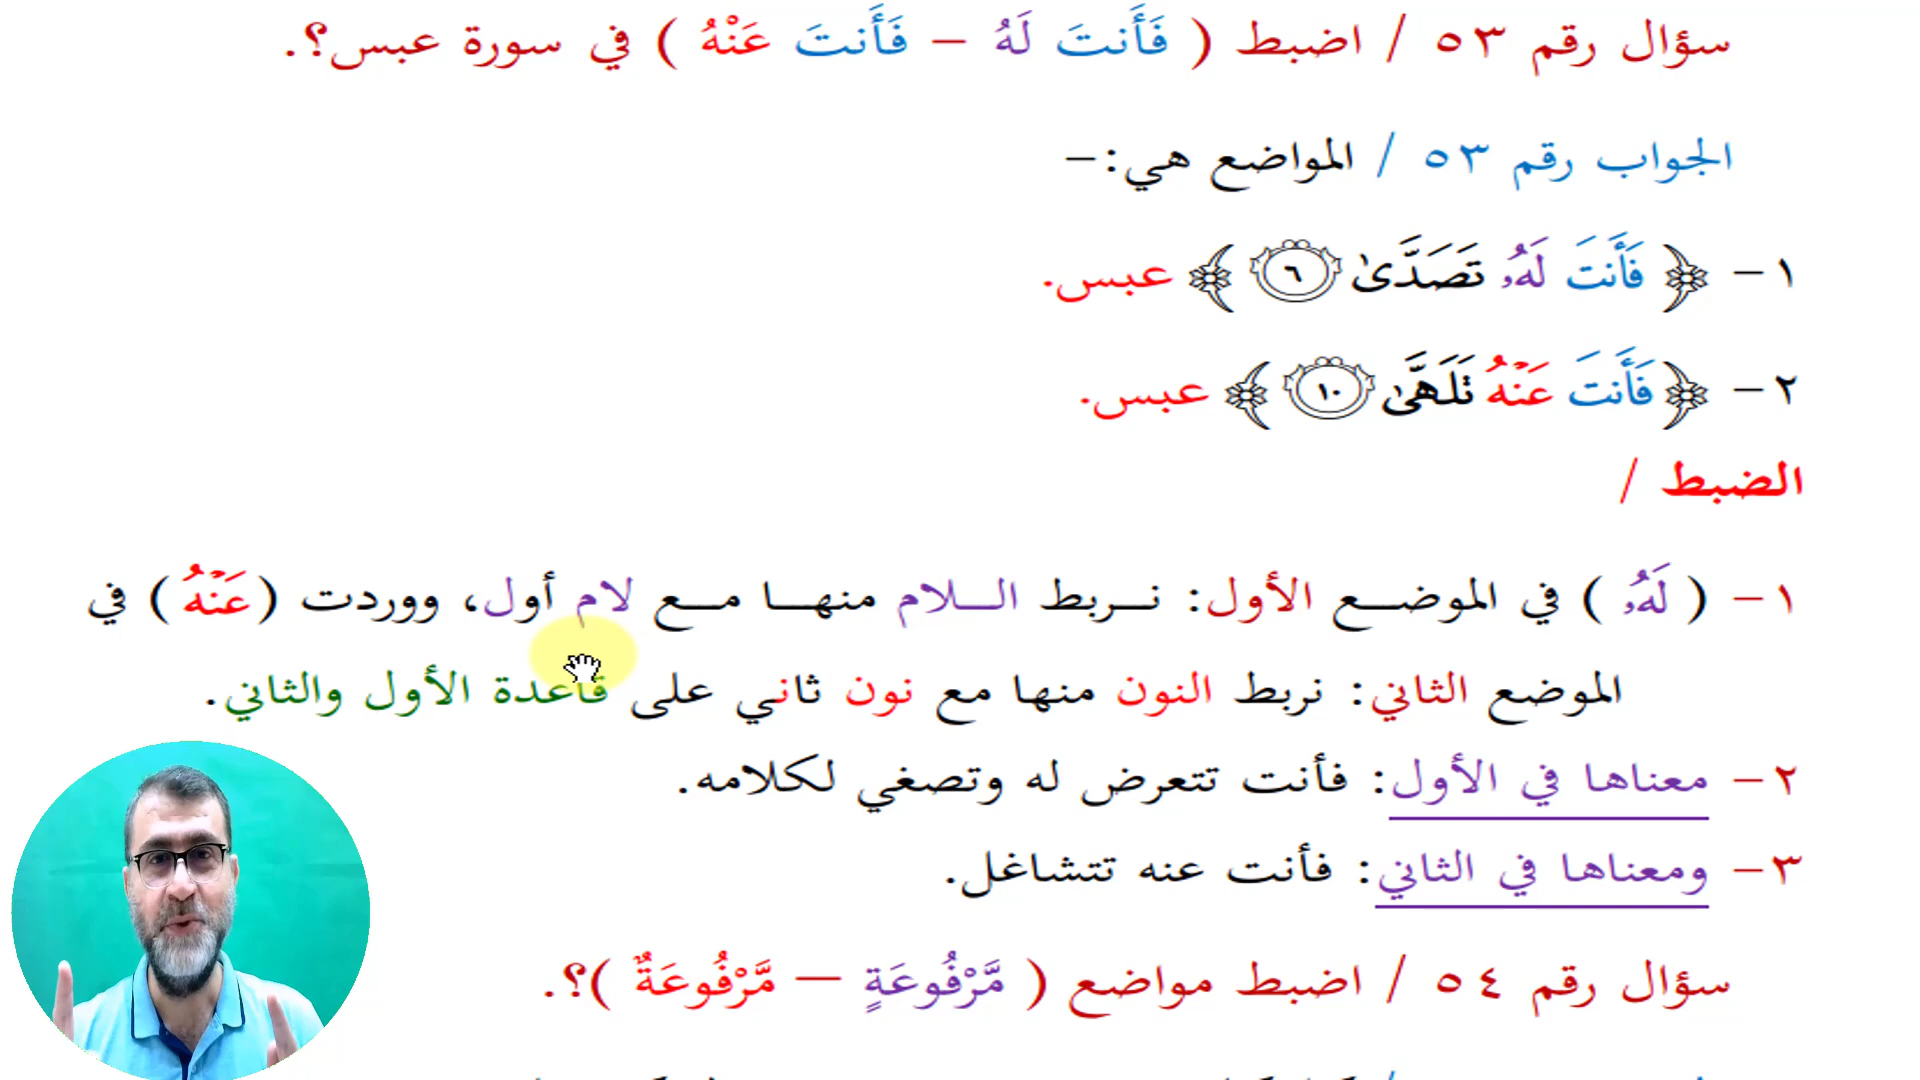 سؤال رقم ٥٣ / اضبط ( فَأَنتَ لَهُ – فَأَنتَ عَنْهُ ) في سورة عبس؟.
الجواب رقم ٥٣ / المواضع هي:-
١- ﴿ فَأَنتَ لَهُۥ تَصَدَّىٰ ٦ ﴾ عبس.
٢- ﴿ فَأَنتَ عَنۡهُ تَلَهَّىٰ ١٠ ﴾ عبس.
الضبط /
١- ( لَهُۥ ) في الموضع الأول: نربط اللام منها مع لام أول، ووردت (عَنۡهُ) في
الموضع الثاني: نربط النون منها مع نون ثاني على قاعدة الأول والثاني.
٢- معناها في الأول: فأنت تتعرض له وتصغي لكلامه.
٣- ومعناها في الثاني: فأنت عنه تتشاغل.
سؤال رقم ٥٤ / اضبط مواضع ( مَّرْفُوعَةٍ – مَّرْفُوعَةٌ )؟.